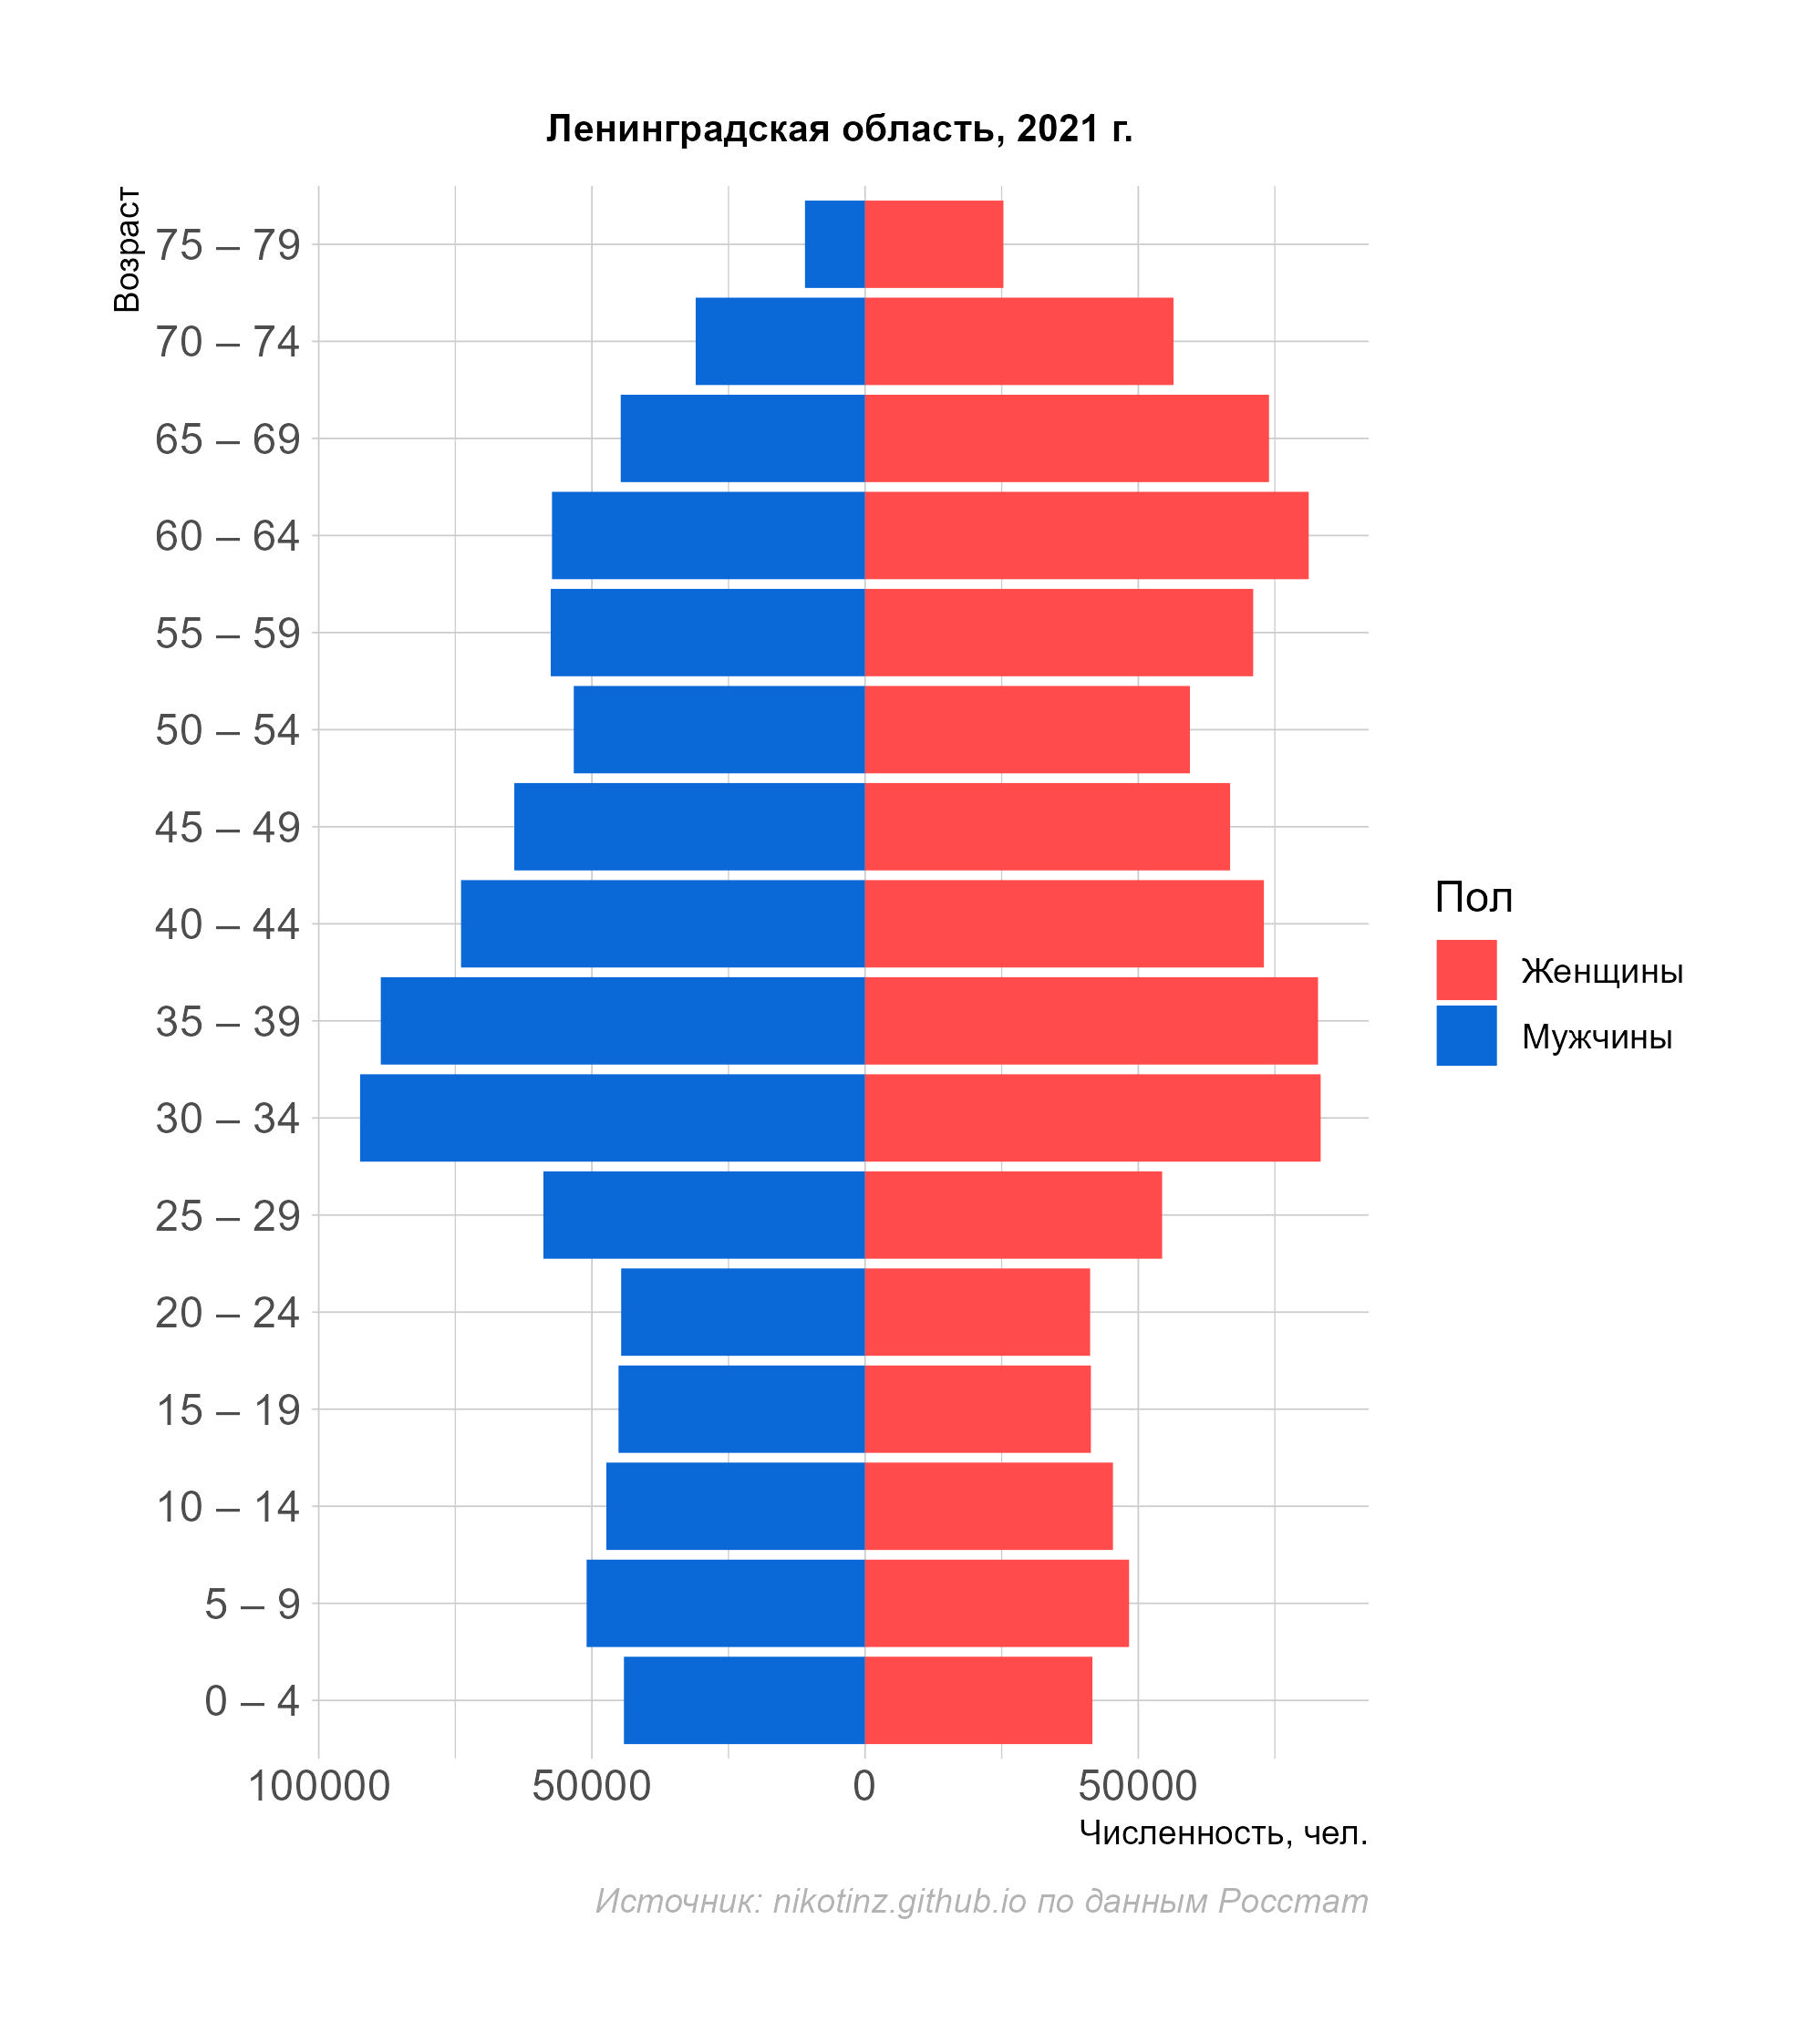 Ленинградская область, 2021 г.
Возраст
75 – 79
70 – 74
65 – 69
60 – 64
55 – 59
50 – 54
45 – 49
40 – 44
35 – 39
30 – 34
25 – 29
20 – 24
15 – 19
10 – 14
5 – 9
0 – 4
100000 50000 0 50000
Численность, чел.
Пол
Женщины
Мужчины
Источник: nikotinz.github.io по данным Росстат